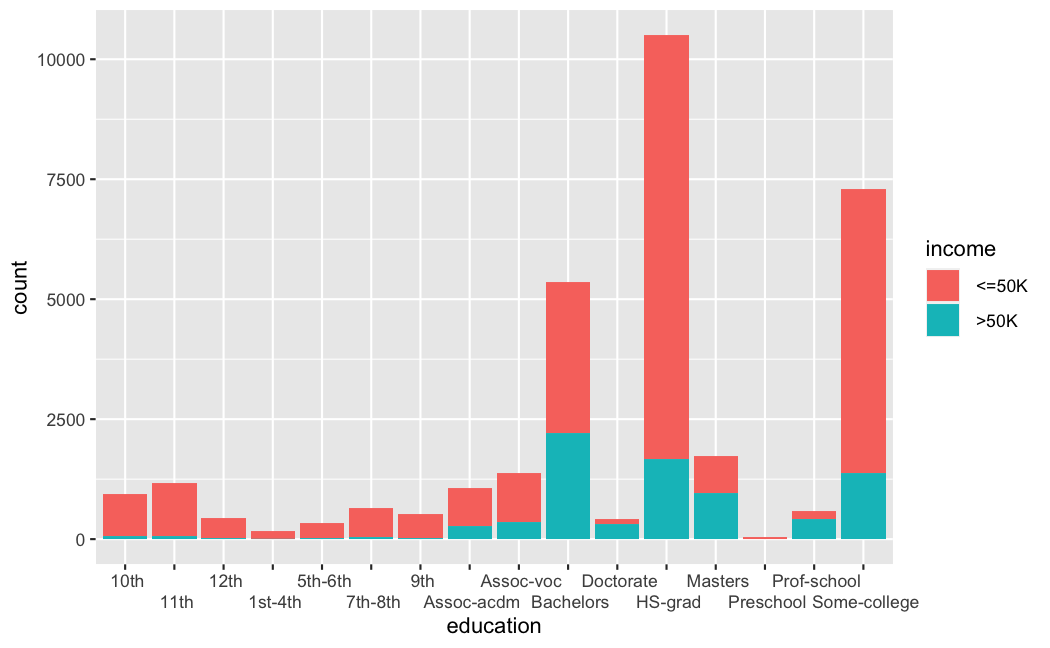 10000
7500
5000
2500
0
count
10th 12th 5th-6th 9th Assoc-voc Doctorate Masters Prof-school
11th 1st-4th 7th-8th Assoc-acdm Bachelors HS-grad Preschool Some-college
education
income
<=50K
>50K